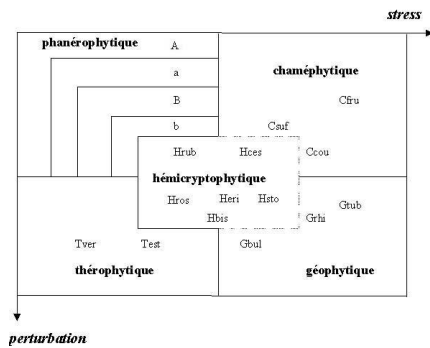 stress
phanérophytique A
a
chaméphytique
B
Cfru
b
Csuf
Hrub Hces Ccou
hémicryptophytique
Hros Heri Hsto
Gtub
Hbis Grhi
Tver Test Gbul
thérophytique géophytique
perturbation